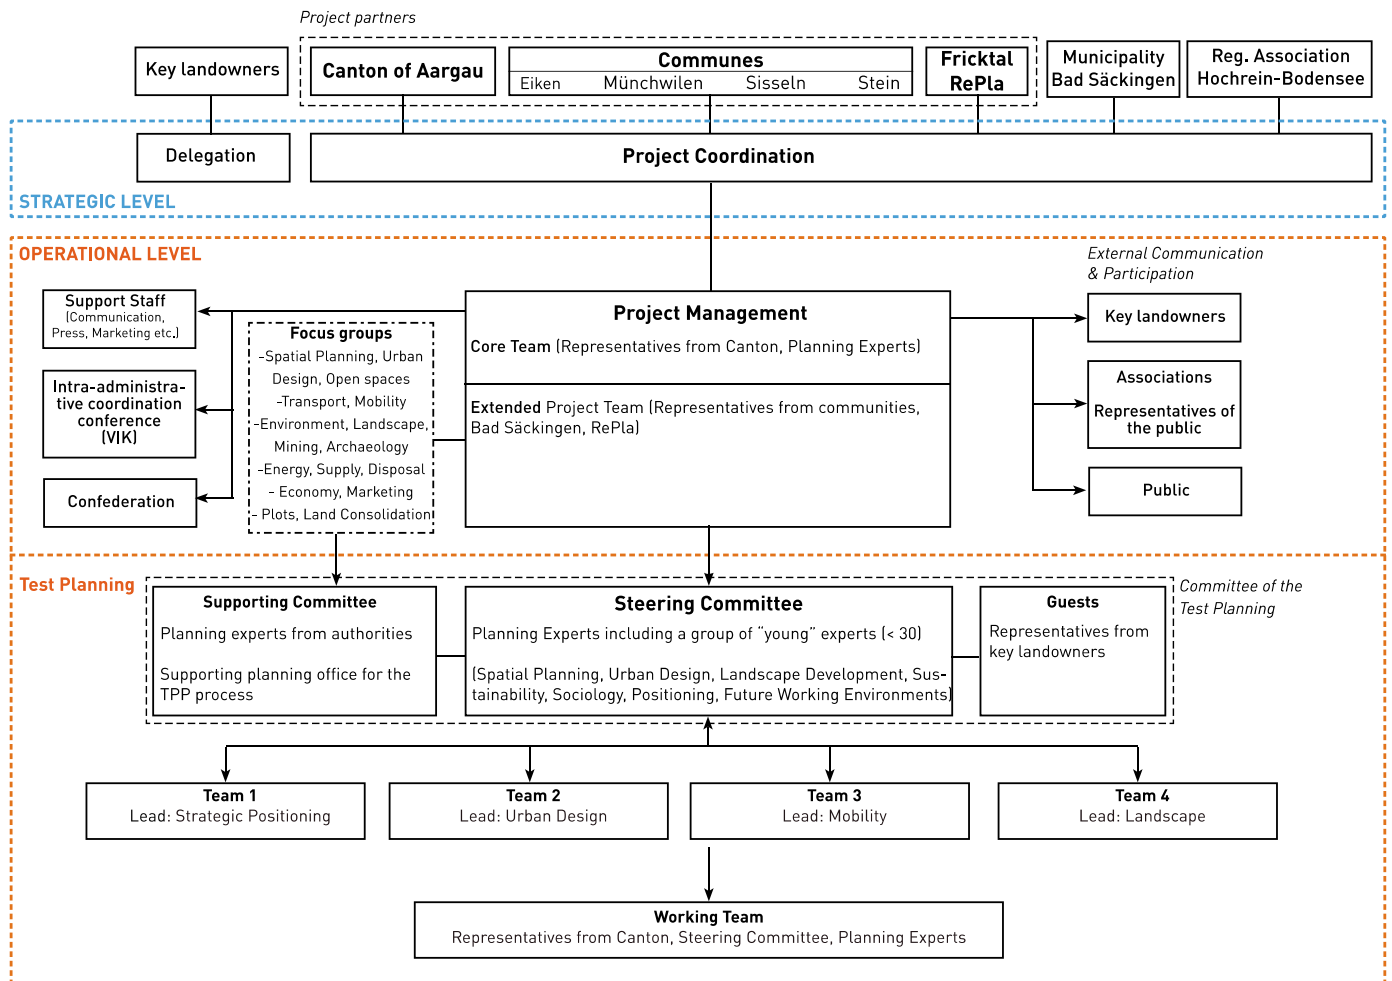 Project partners
Key landowners
Canton of Aargau
Communes
Eiken Münchwilen Sisseln Stein
Fricktal
RePla
Municipality
Bad Säckingen
Reg. Association
Hochrein-Bodensee
Delegation
Project Coordination
STRATEGIC LEVEL
OPERATIONAL LEVEL
External Communication
& Participation
Support Staff
(Communication,
Press, Marketing etc.)
Intra-administra-
tive coordination
conference
(VIK)
Confederation
Focus groups
-Spatial Planning, Urban
Design, Open spaces
-Transport, Mobility
-Environment, Landscape,
Mining, Archaeology
-Energy, Supply, Disposal
- Economy, Marketing
- Plots, Land Consolidation
Project Management
Core Team (Representatives from Canton, Planning Experts)
Extended Project Team (Representatives from communities,
Bad Säckingen, RePla)
Key landowners
Associations
Representatives of
the public
Public
Test Planning
Committee of the
Test Planning
Supporting Committee
Planning experts from authorities
Supporting planning office for the
TPP process
Steering Committee
Planning Experts including a group of “young” experts (< 30)
(Spatial Planning, Urban Design, Landscape Development, Sus-
tainability, Sociology, Positioning, Future Working Environments)
Guests
Representatives from
key landowners
Team 1
Lead: Strategic Positioning
Team 2
Lead: Urban Design
Team 3
Lead: Mobility
Team 4
Lead: Landscape
Working Team
Representatives from Canton, Steering Committee, Planning Experts